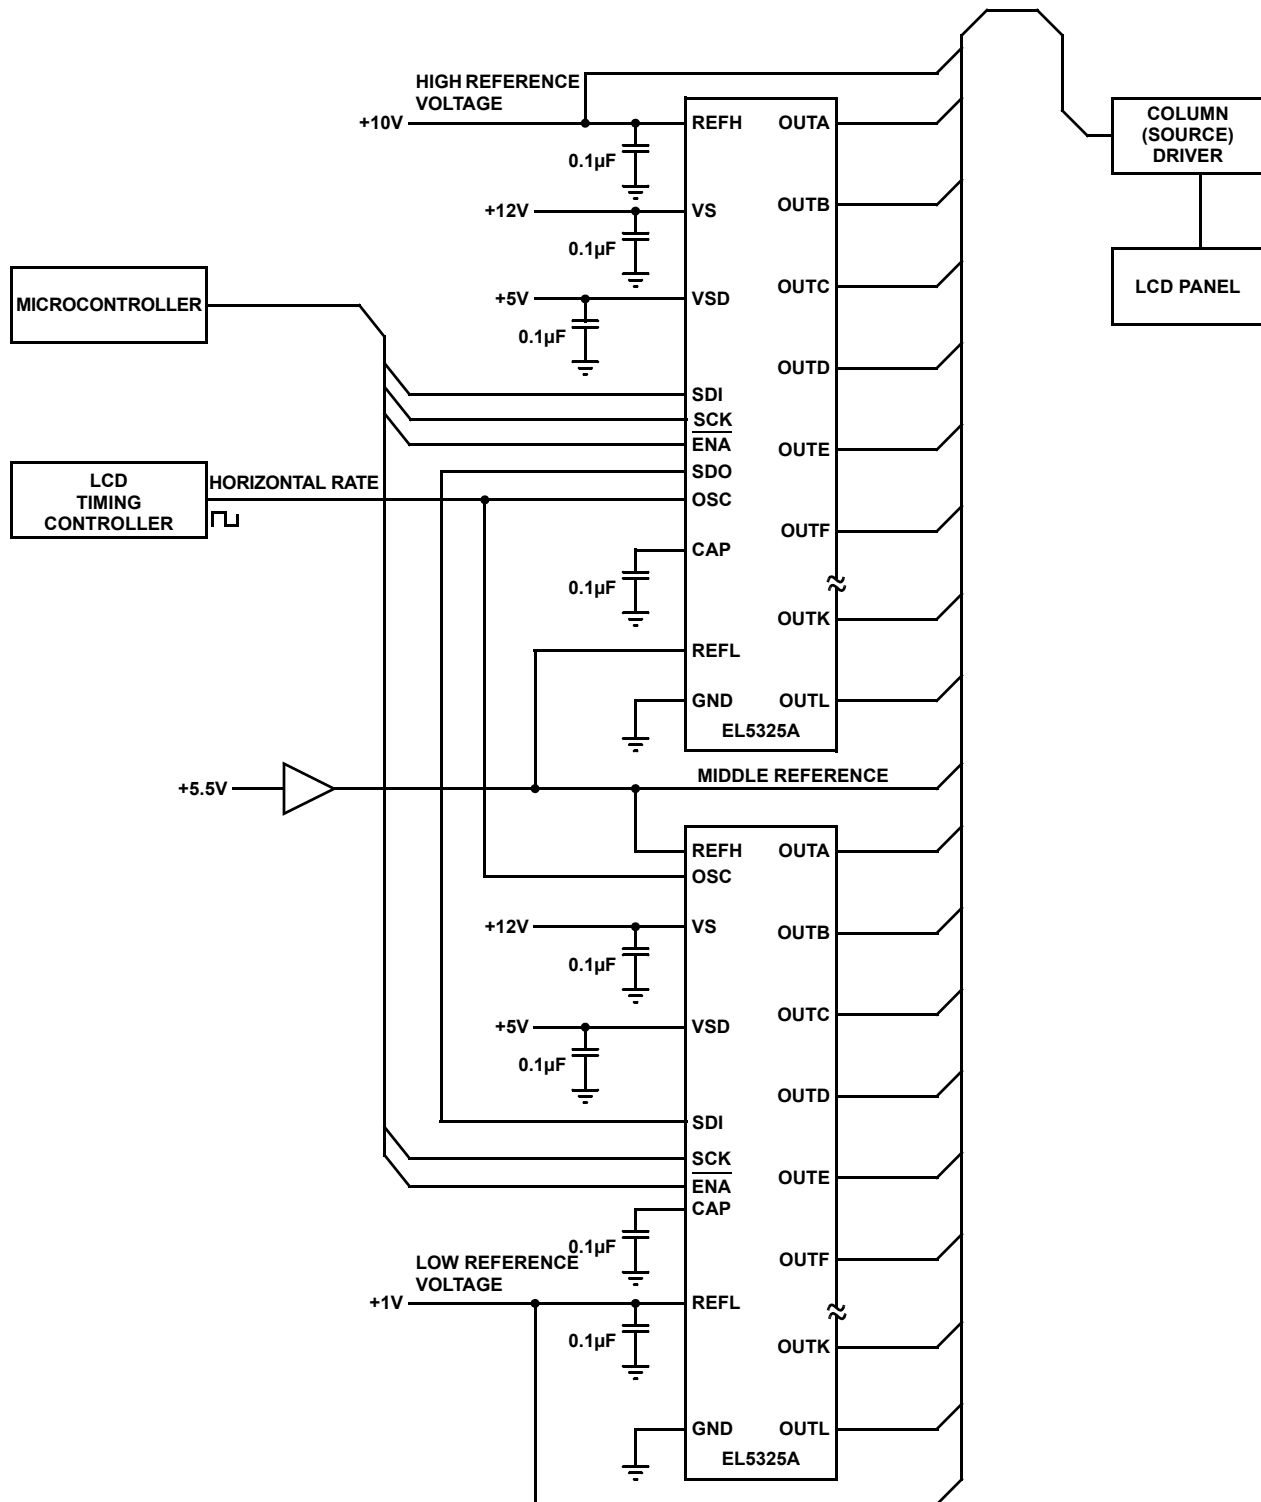 HIGH REFERENCE
VOLTAGE
+10V
REFH
OUTA
COLUMN
(SOURCE)
DRIVER
0.1µF
+12V
VS
OUTB
0.1µF
MICROCONTROLLER
+5V
VSD
OUTC
LCD PANEL
0.1µF
OUTD
SDI
SCK
ENA
OUTE
SDO
LCD
TIMING
CONTROLLER
HORIZONTAL RATE
OSC
OUTF
CAP
0.1µF
≈
OUTK
REFL
GND
OUTL
EL5325A
+5.5V
MIDDLE REFERENCE
REFH
OUTA
OSC
+12V
VS
OUTB
0.1µF
+5V
VSD
OUTC
0.1µF
OUTD
SDI
SCK
OUTE
ENA
CAP
0.1µF
OUTF
LOW REFERENCE
VOLTAGE
+1V
REFL
≈
0.1µF
OUTK
GND
OUTL
EL5325A